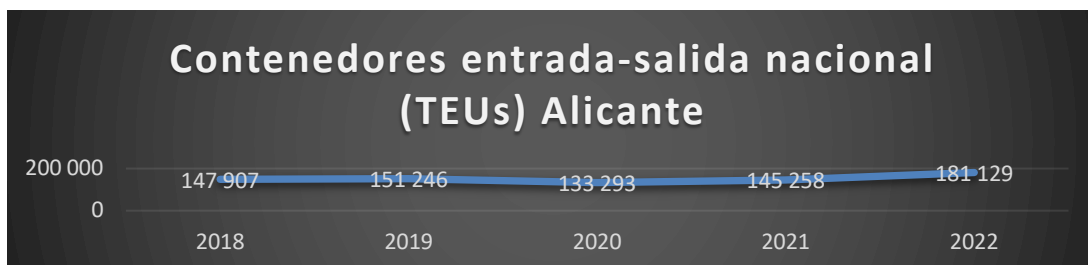 Contenedores entrada-salida nacional
(TEUs) Alicante
200 000
147 907 151 246 133 293 145 258 181 129
0
2018 2019 2020 2021 2022